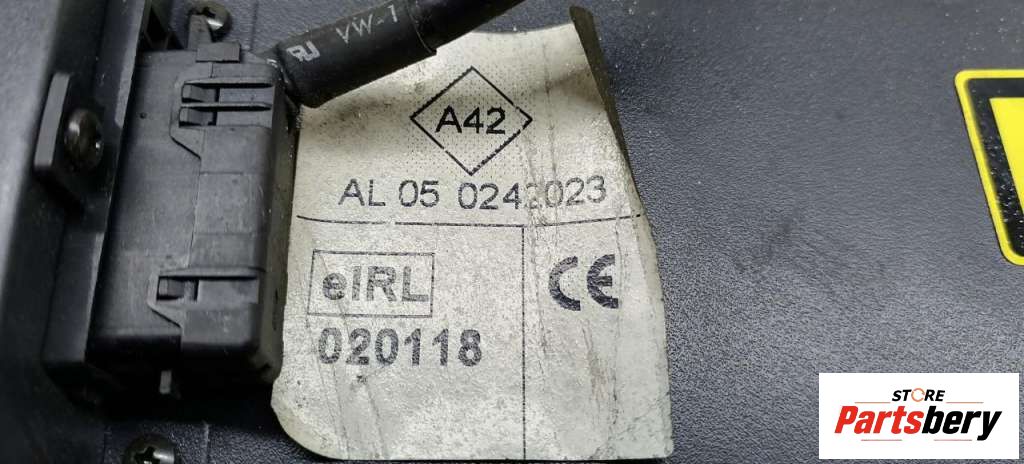 VW-1
A42
AL 05 0242023
eIRL
CE
020118
STORE
Partsbery